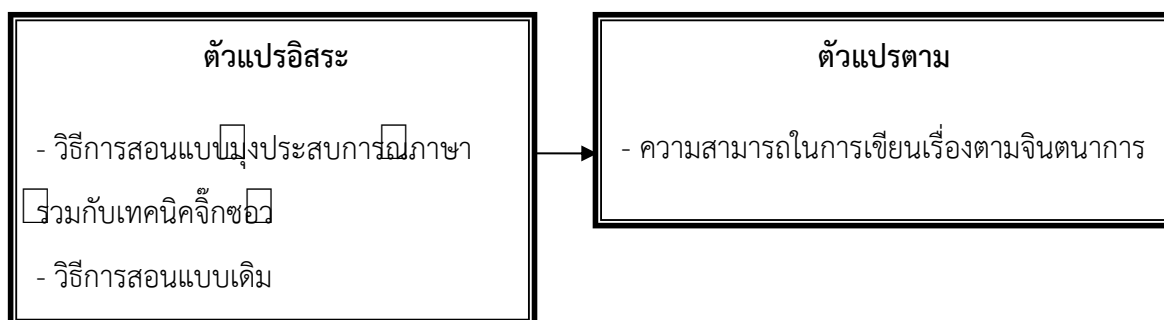 ตัวแปรอิสระ
- วิธีการสอนแบบมุงประสบการณภาษา
รวมกับเทคนิคจิ๊กซอว
- วิธีการสอนแบบเดิม
ตัวแปรตาม
- ความสามารถในการเขียนเรื่องตามจินตนาการ